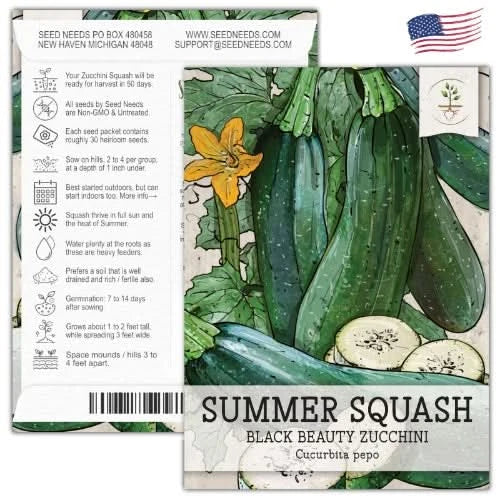 SEED NEEDS PO BOX 480458
NEW HAVEN MICHIGAN 48048
WWW.SEEDNEEDS.COM
SUPPORT@SEEDNEEDS.COM
Your Zucchini Squash will be
ready for harvest in 50 days.
All seeds by Seed Needs
are Non-GMO & Untreated.
Each seed packet contains
roughly 30 heirloom seeds.
Sow on hills, 2 to 4 per group,
at a depth of 1 inch under.
Best started outdoors, but can
start indoors too. More info→
Squash thrive in full sun and
the heat of Summer.
Water plenty at the roots as
these are heavy feeders.
Prefers a soil that is well
drained and rich / fertile also.
Germination: 7 to 14 days
after sowing.
Grows about 1 to 2 feet tall,
while spreading 3 feet wide.
Space mounds / hills 3 to
4 feet apart.
SUMMER SQUASH
BLACK BEAUTY ZUCCHINI
Cucurbita pepo